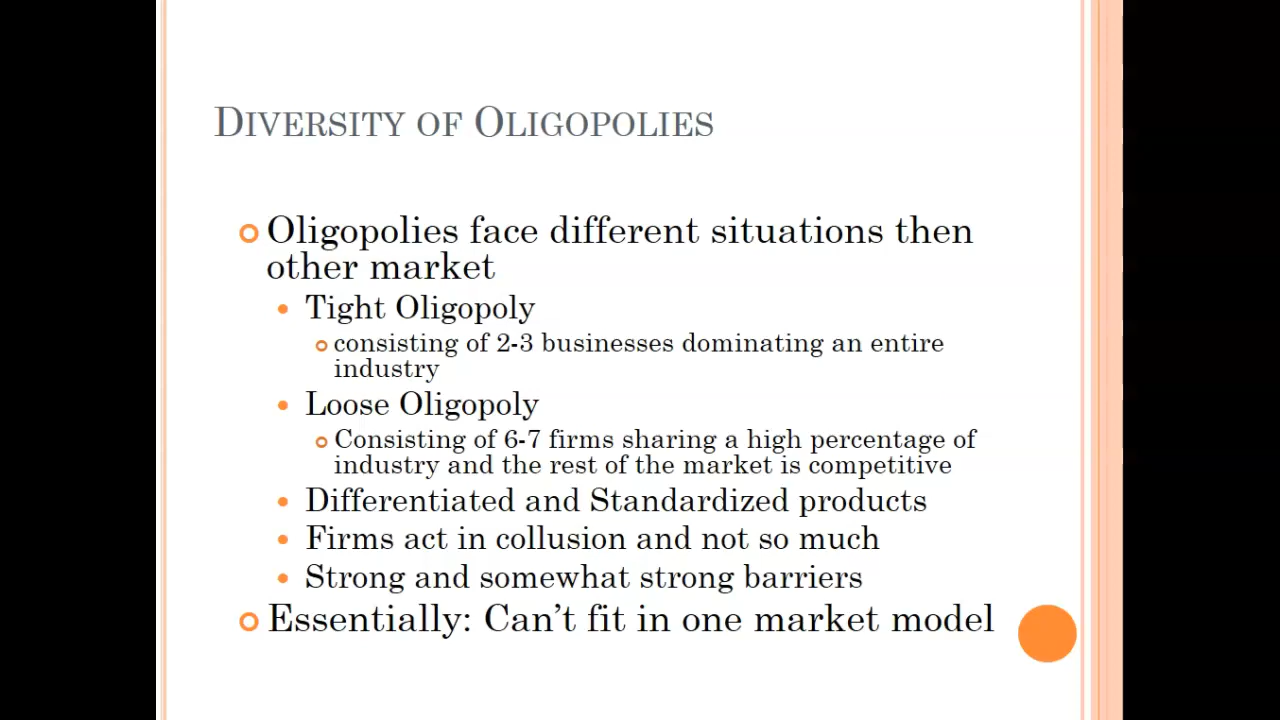 DIVERSITY OF OLIGOPOLIES
Oligopolies face different situations then
other market
Tight Oligopoly
consisting of 2-3 businesses dominating an entire
industry
Loose Oligopoly
Consisting of 6-7 firms sharing a high percentage of
industry and the rest of the market is competitive
Differentiated and Standardized products
Firms act in collusion and not so much
Strong and somewhat strong barriers
Essentially: Can’t fit in one market model